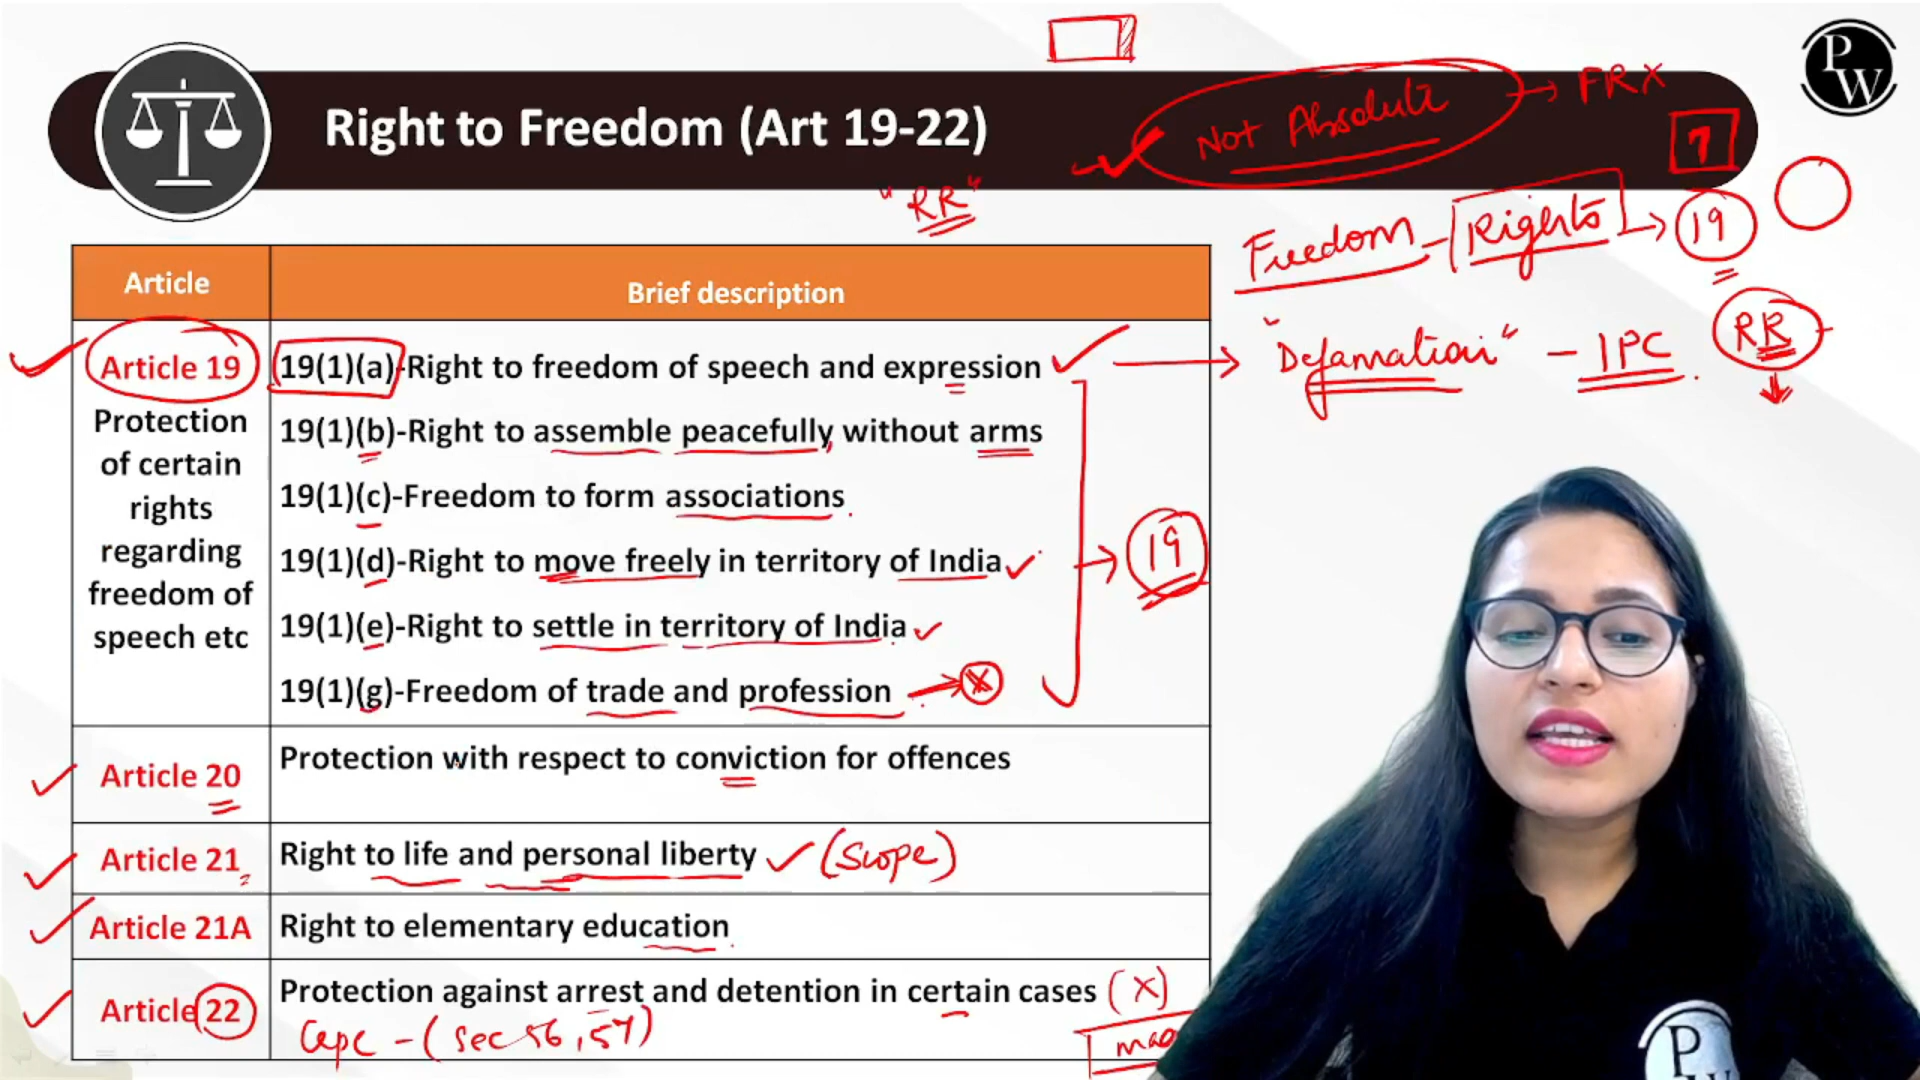 Not Absolute → FR X
PW
Right to Freedom (Art 19-22)
7
"RR"
Freedom - Rights → 19
Article
Brief description
RR
Article 19
19(1)(a)-Right to freedom of speech and expression
"Defamation" - IPC
Protection
of certain
rights
regarding
freedom of
speech etc
19(1)(b)-Right to assemble peacefully, without arms
19(1)(c)-Freedom to form associations
19(1)(d)-Right to move freely in territory of India
19
19(1)(e)-Right to settle in territory of India
19(1)(g)-Freedom of trade and profession
Article 20
Protection with respect to conviction for offences
Article 21
Right to life and personal liberty (Scope)
Article 21A
Right to elementary education
Article 22
Protection against arrest and detention in certain cases (X)
CrPC - (Sec 56, 57)
PW